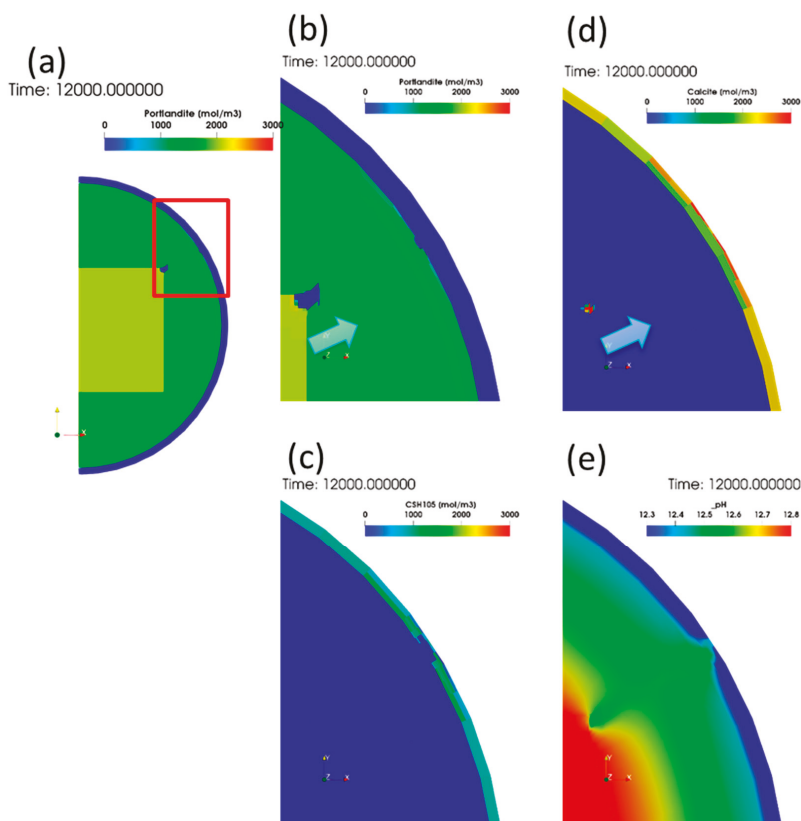 (a)
Time: 12000.000000
Portlandite (mol/m3)
0 1000 2000 3000
X
(b)
Time: 12000.000000
Portlandite (mol/m3)
0 1000 2000 3000
Z X
(d)
Time: 12000.000000
Calcite (mol/m3)
0 1000 2000 3000
Z X
(c)
Time: 12000.000000
CSH105 (mol/m3)
0 1000 2000 3000
Y
Z X
(e)
Time: 12000.000000
_pH
12.3 12.4 12.5 12.6 12.7 12.8
Y
Z X